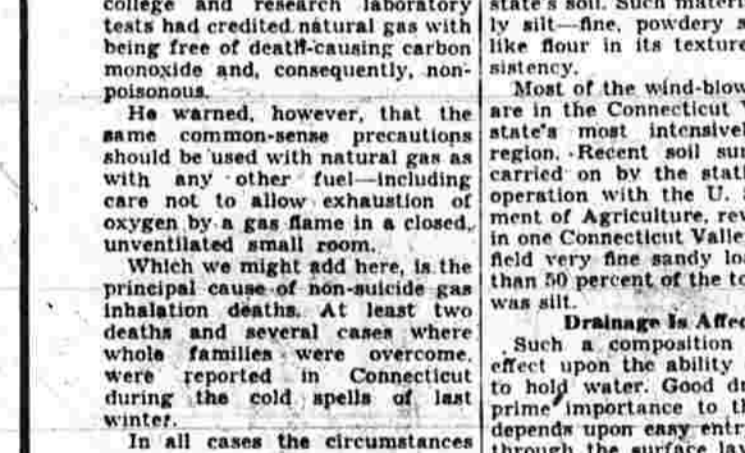 college and research laboratory
tests had credited natural gas with
being free of death-causing carbon
monoxide and, consequently, non-
poisonous.
He warned, however, that the
same common-sense precautions
should be used with natural gas as
with any other fuel—including
care not to allow exhaustion of
oxygen by a gas flame in a closed,
unventilated small room.
Which we might add here, is the
principal cause of non-suicide gas
inhalation deaths. At least two
deaths and several cases where
whole families were overcome,
were reported in Connecticut
during the cold spells of last
winter.
In all cases the circumstances
state's soil. Such
ly silt—fine, powdery
like flour in its texture
sistency.
Most of the wind-blow
are in the Connecticut
state's most intensivel
region. Recent soil sur
carried on by the stat
operation with the U.
ment of Agriculture, rev
in one Connecticut Valle
field very fine sandy lo
than 50 percent of the to
was silt.
Drainage Is Affec
Such a composition
effect upon the ability
to hold water. Good dr
prime importance to t
depends upon easy entr
through the surface lay